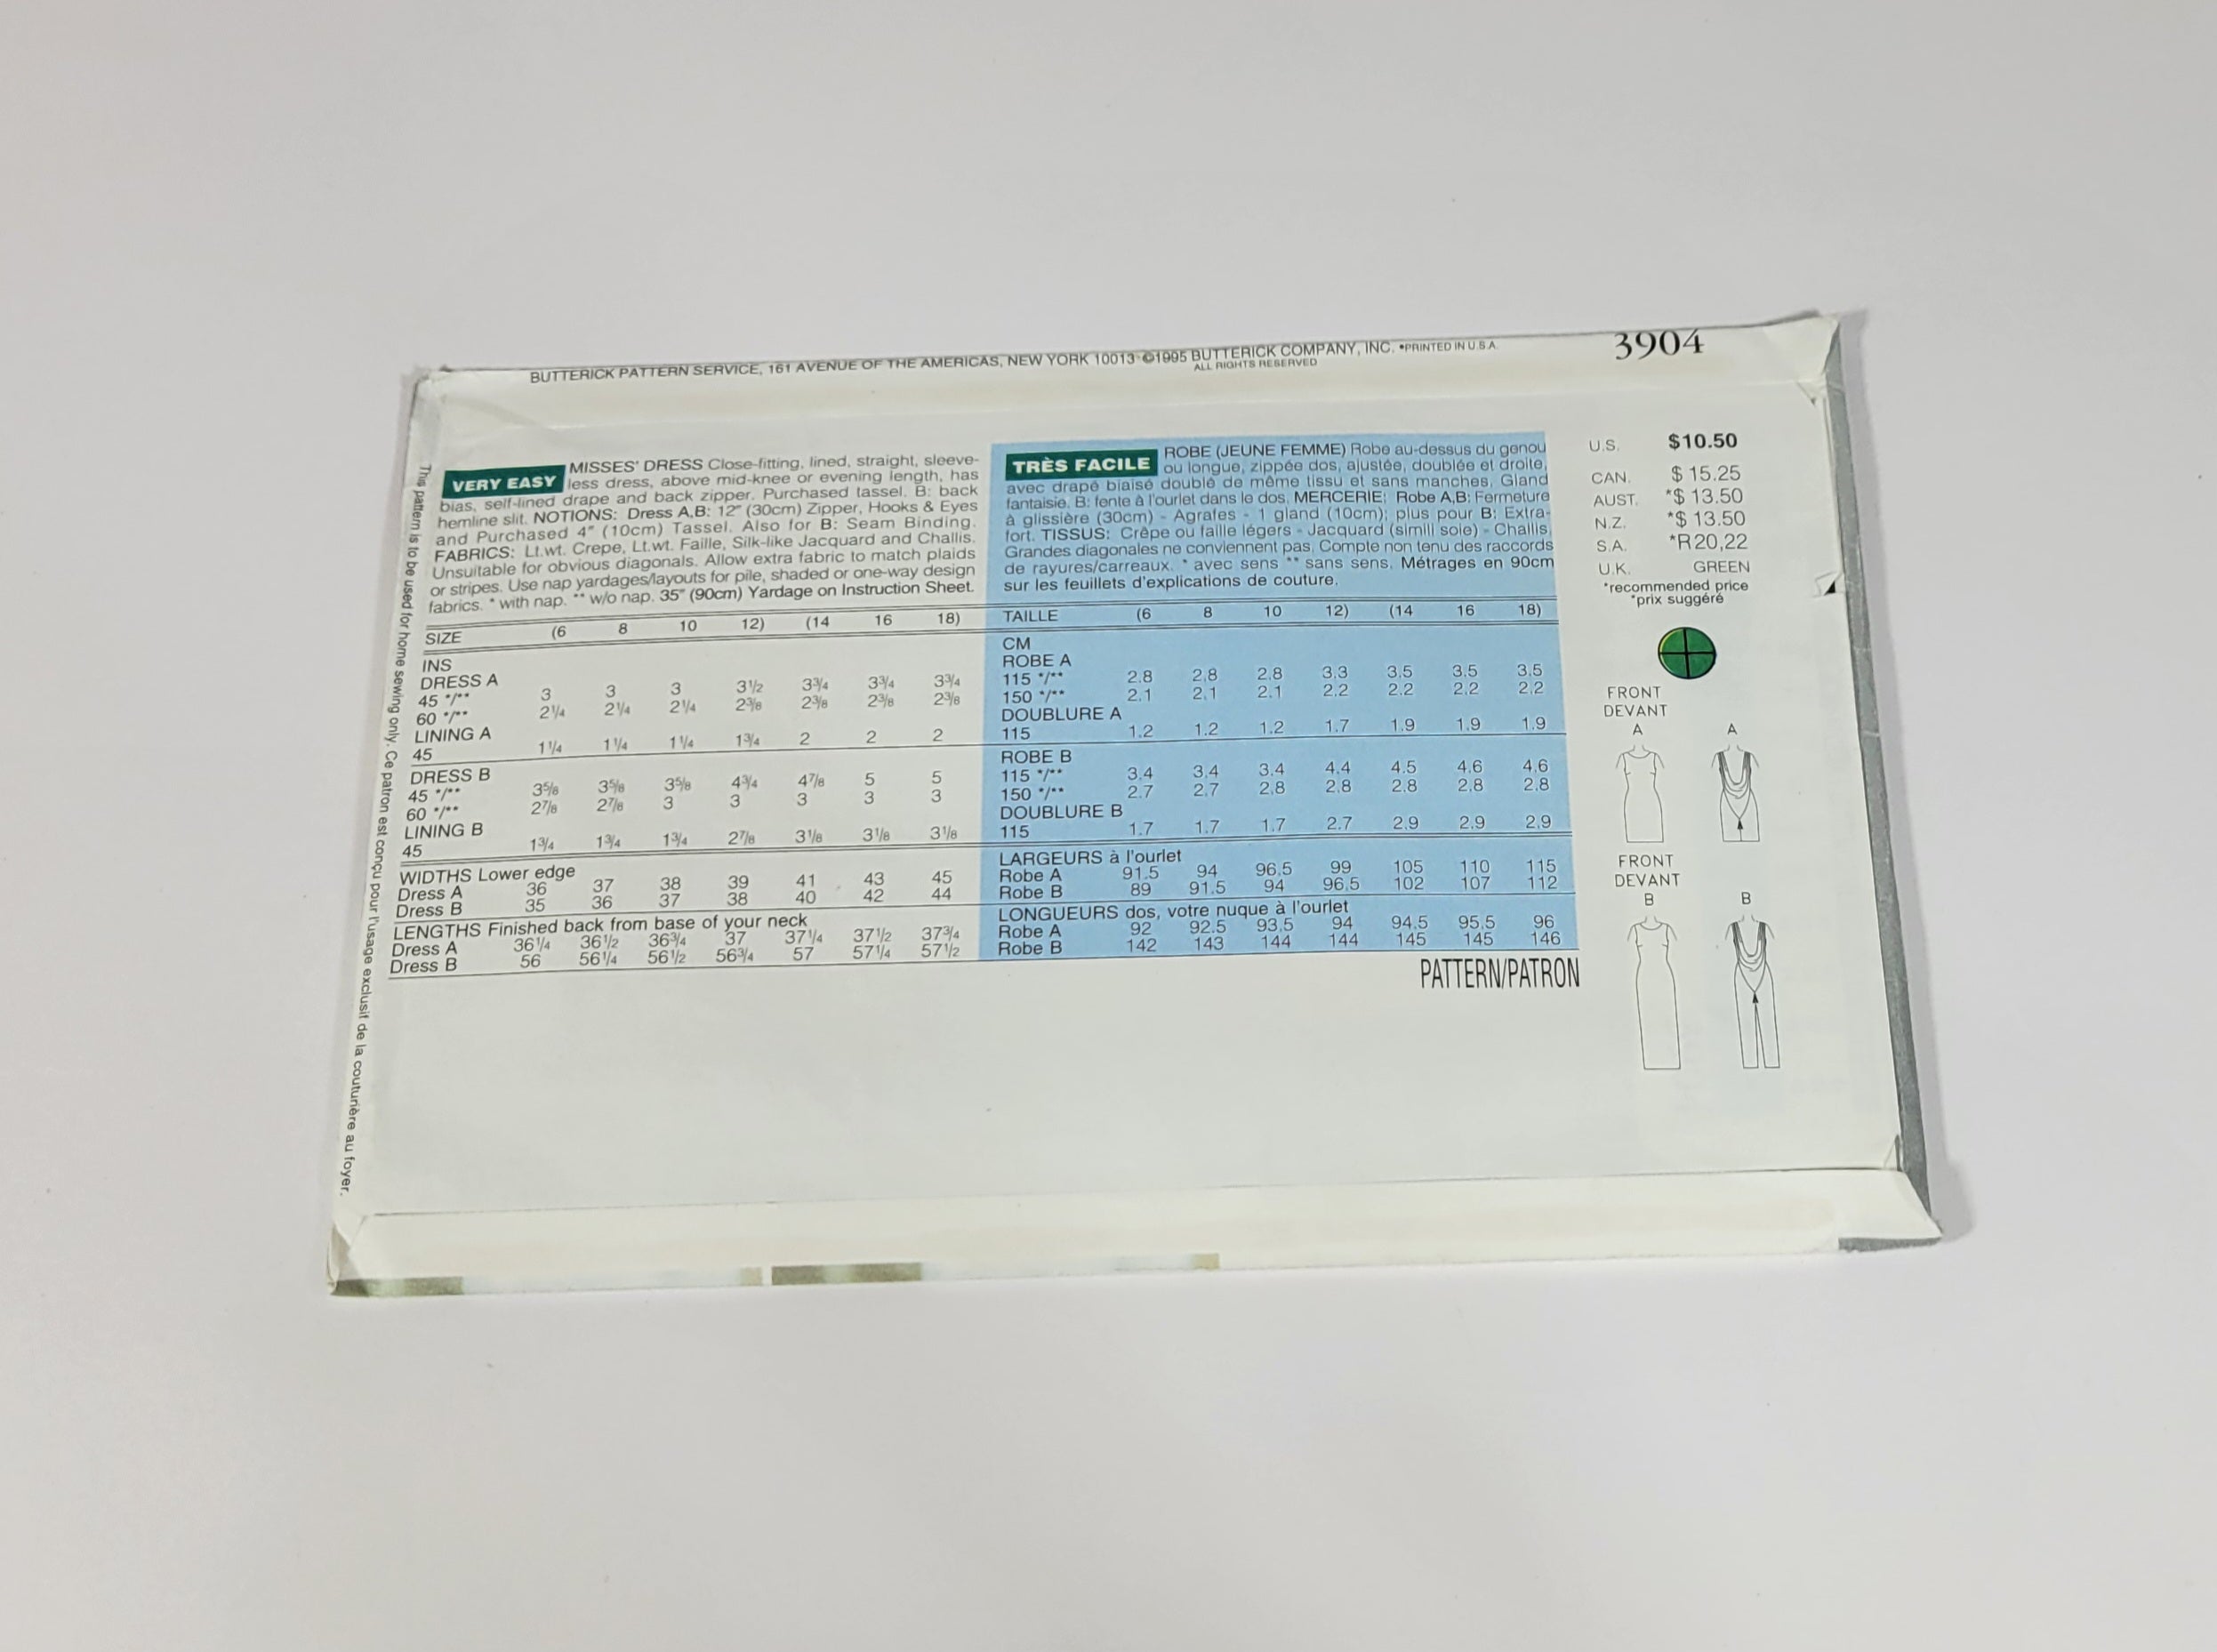 BUTTERICK PATTERN SERVICE, 161 AVENUE OF THE AMERICAS, NEW YORK 10013 ©1995 BUTTERICK COMPANY, INC. •PRINTED IN U.S.A.
ALL RIGHTS RESERVED
3904
This pattern is to be used for home sewing only. Ce patron est conçu pour l'usage exclusif de la couturière au foyer.
VERY EASY
MISSES' DRESS Close-fitting, lined, straight, sleeve-
less dress, above mid-knee or evening length, has
bias, self-lined drape and back zipper. Purchased tassel. B: back
hemline slit. NOTIONS: Dress A,B: 12" (30cm) Zipper, Hooks & Eyes
and Purchased 4" (10cm) Tassel. Also for B: Seam Binding.
FABRICS: Lt.wt. Crepe, Lt.wt. Faille, Silk-like Jacquard and Challis.
Unsuitable for obvious diagonals. Allow extra fabric to match plaids
or stripes. Use nap yardages/layouts for pile, shaded or one-way design
fabrics. * with nap. ** w/o nap. 35" (90cm) Yardage on Instruction Sheet.
SIZE (6 8 10 12) (14 16 18)
INS
DRESS A
45 */** 3 3 3 3½ 3¾ 3¾ 3¾
60 */** 2¼ 2¼ 2¼ 2⅜ 2⅜ 2⅜ 2⅜
LINING A
45 1¼ 1¼ 1¼ 1¾ 2 2 2
DRESS B
45 */** 3⅝ 3⅝ 3⅝ 4¾ 4⅞ 5 5
60 */** 2⅞ 2⅞ 3 3 3 3 3
LINING B
45 1¾ 1¾ 1¾ 2⅞ 3⅛ 3⅛ 3⅛
WIDTHS Lower edge
Dress A 36 37 38 39 41 43 45
Dress B 35 36 37 38 40 42 44
LENGTHS Finished back from base of your neck
Dress A 36¼ 36½ 36¾ 37 37¼ 37½ 37¾
Dress B 56 56¼ 56½ 56¾ 57 57¼ 57½
TRÈS FACILE
ROBE (JEUNE FEMME) Robe au-dessus du genou
ou longue, zippée dos, ajustée, doublée et droite,
avec drapé biaisé doublé de même tissu et sans manches. Gland
fantaisie. B: fente à l'ourlet dans le dos. MERCERIE: Robe A,B: Fermeture
à glissière (30cm) - Agrafes - 1 gland (10cm); plus pour B: Extra-
fort. TISSUS: Crêpe ou faille légers - Jacquard (simili soie) - Challis.
Grandes diagonales ne conviennent pas. Compte non tenu des raccords
de rayures/carreaux. * avec sens ** sans sens. Métrages en 90cm
sur les feuillets d'explications de couture.
TAILLE (6 8 10 12) (14 16 18)
CM
ROBE A
115 */** 2.8 2.8 2.8 3.3 3.5 3.5 3.5
150 */** 2.1 2.1 2.1 2.2 2.2 2.2 2.2
DOUBLURE A
115 1.2 1.2 1.2 1.7 1.9 1.9 1.9
ROBE B
115 */** 3.4 3.4 3.4 4.4 4.5 4.6 4.6
150 */** 2.7 2.7 2.8 2.8 2.8 2.8 2.8
DOUBLURE B
115 1.7 1.7 1.7 2.7 2.9 2.9 2.9
LARGEURS à l'ourlet
Robe A 91.5 94 96.5 99 105 110 115
Robe B 89 91.5 94 96.5 102 107 112
LONGUEURS dos, votre nuque à l'ourlet
Robe A 92 92.5 93.5 94 94.5 95.5 96
Robe B 142 143 144 144 145 145 146
PATTERN/PATRON
U.S. $10.50
CAN. $ 15.25
AUST. *$ 13.50
N.Z. *$ 13.50
S.A. *R20,22
U.K. GREEN
*recommended price
*prix suggéré
FRONT
DEVANT
A A
FRONT
DEVANT
B B